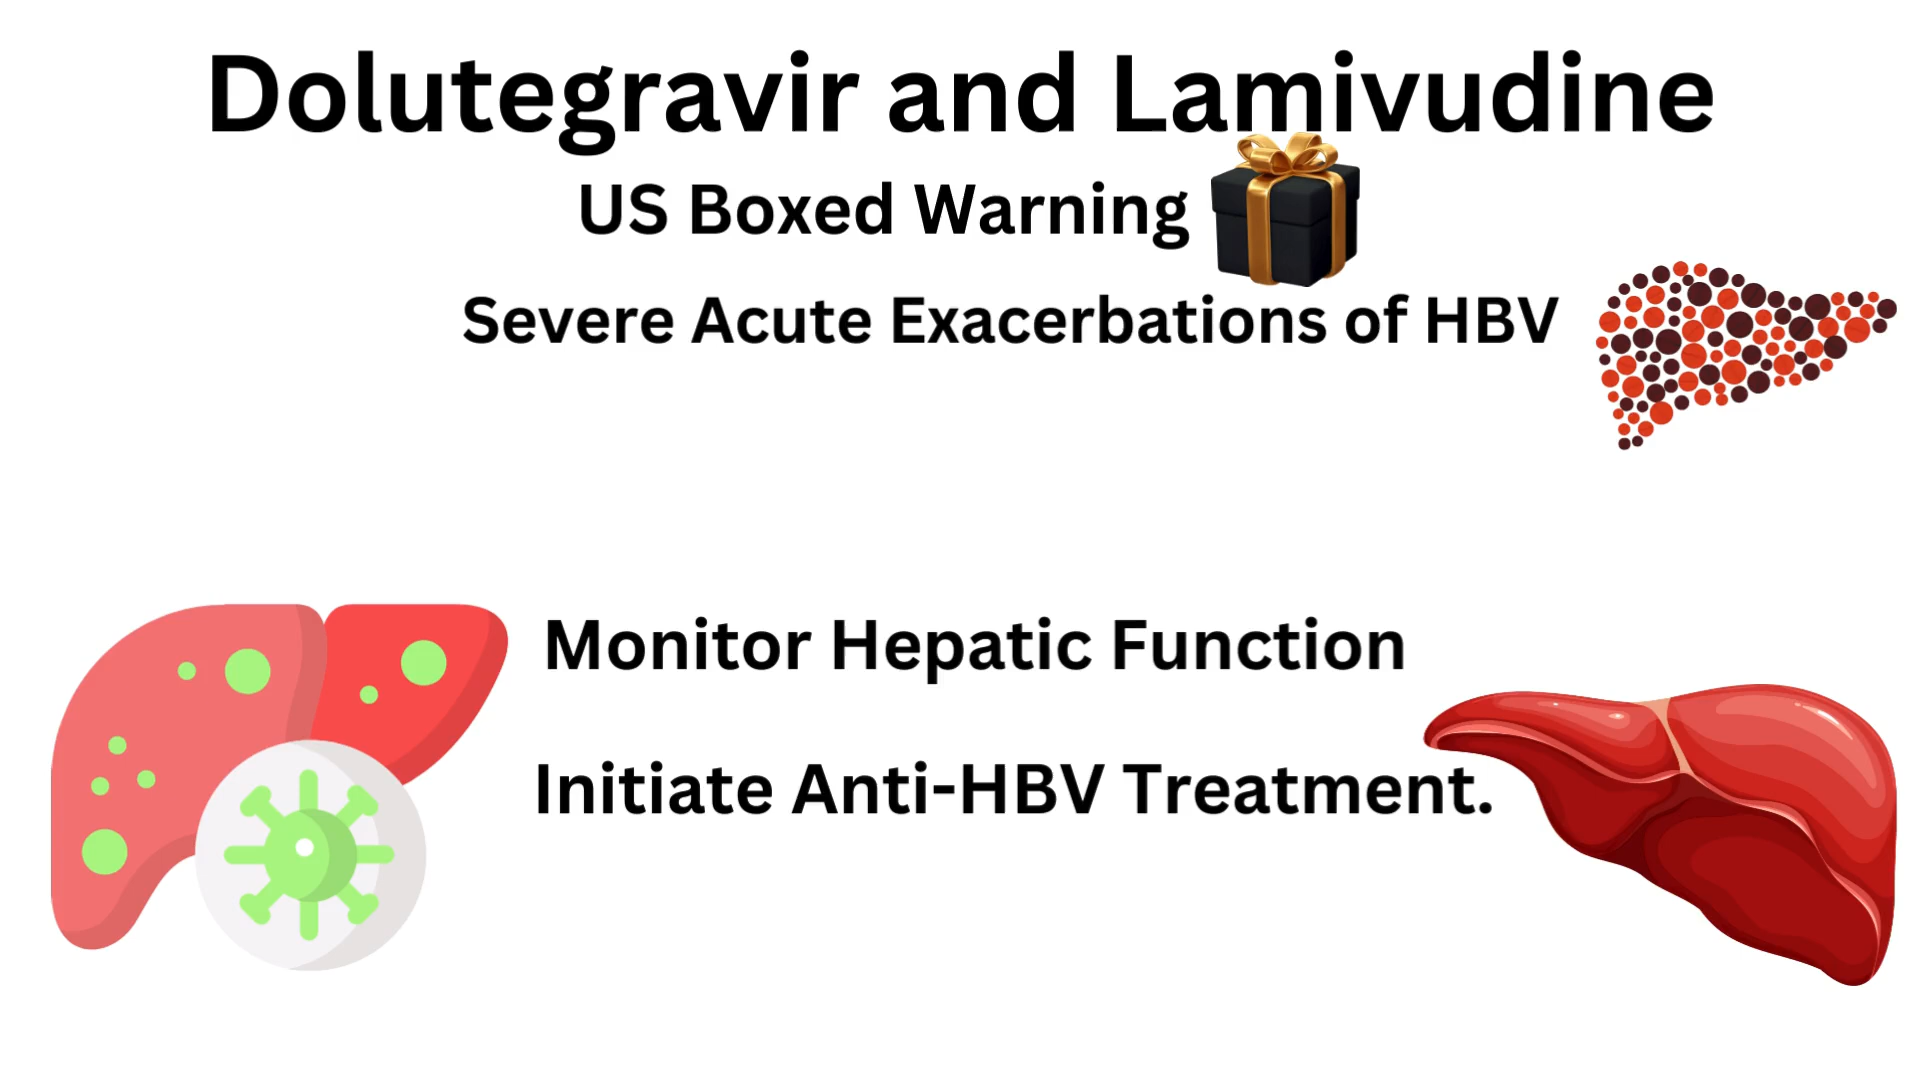 Dolutegravir and Lamivudine
US Boxed Warning
Severe Acute Exacerbations of HBV
Monitor Hepatic Function
Initiate Anti-HBV Treatment.